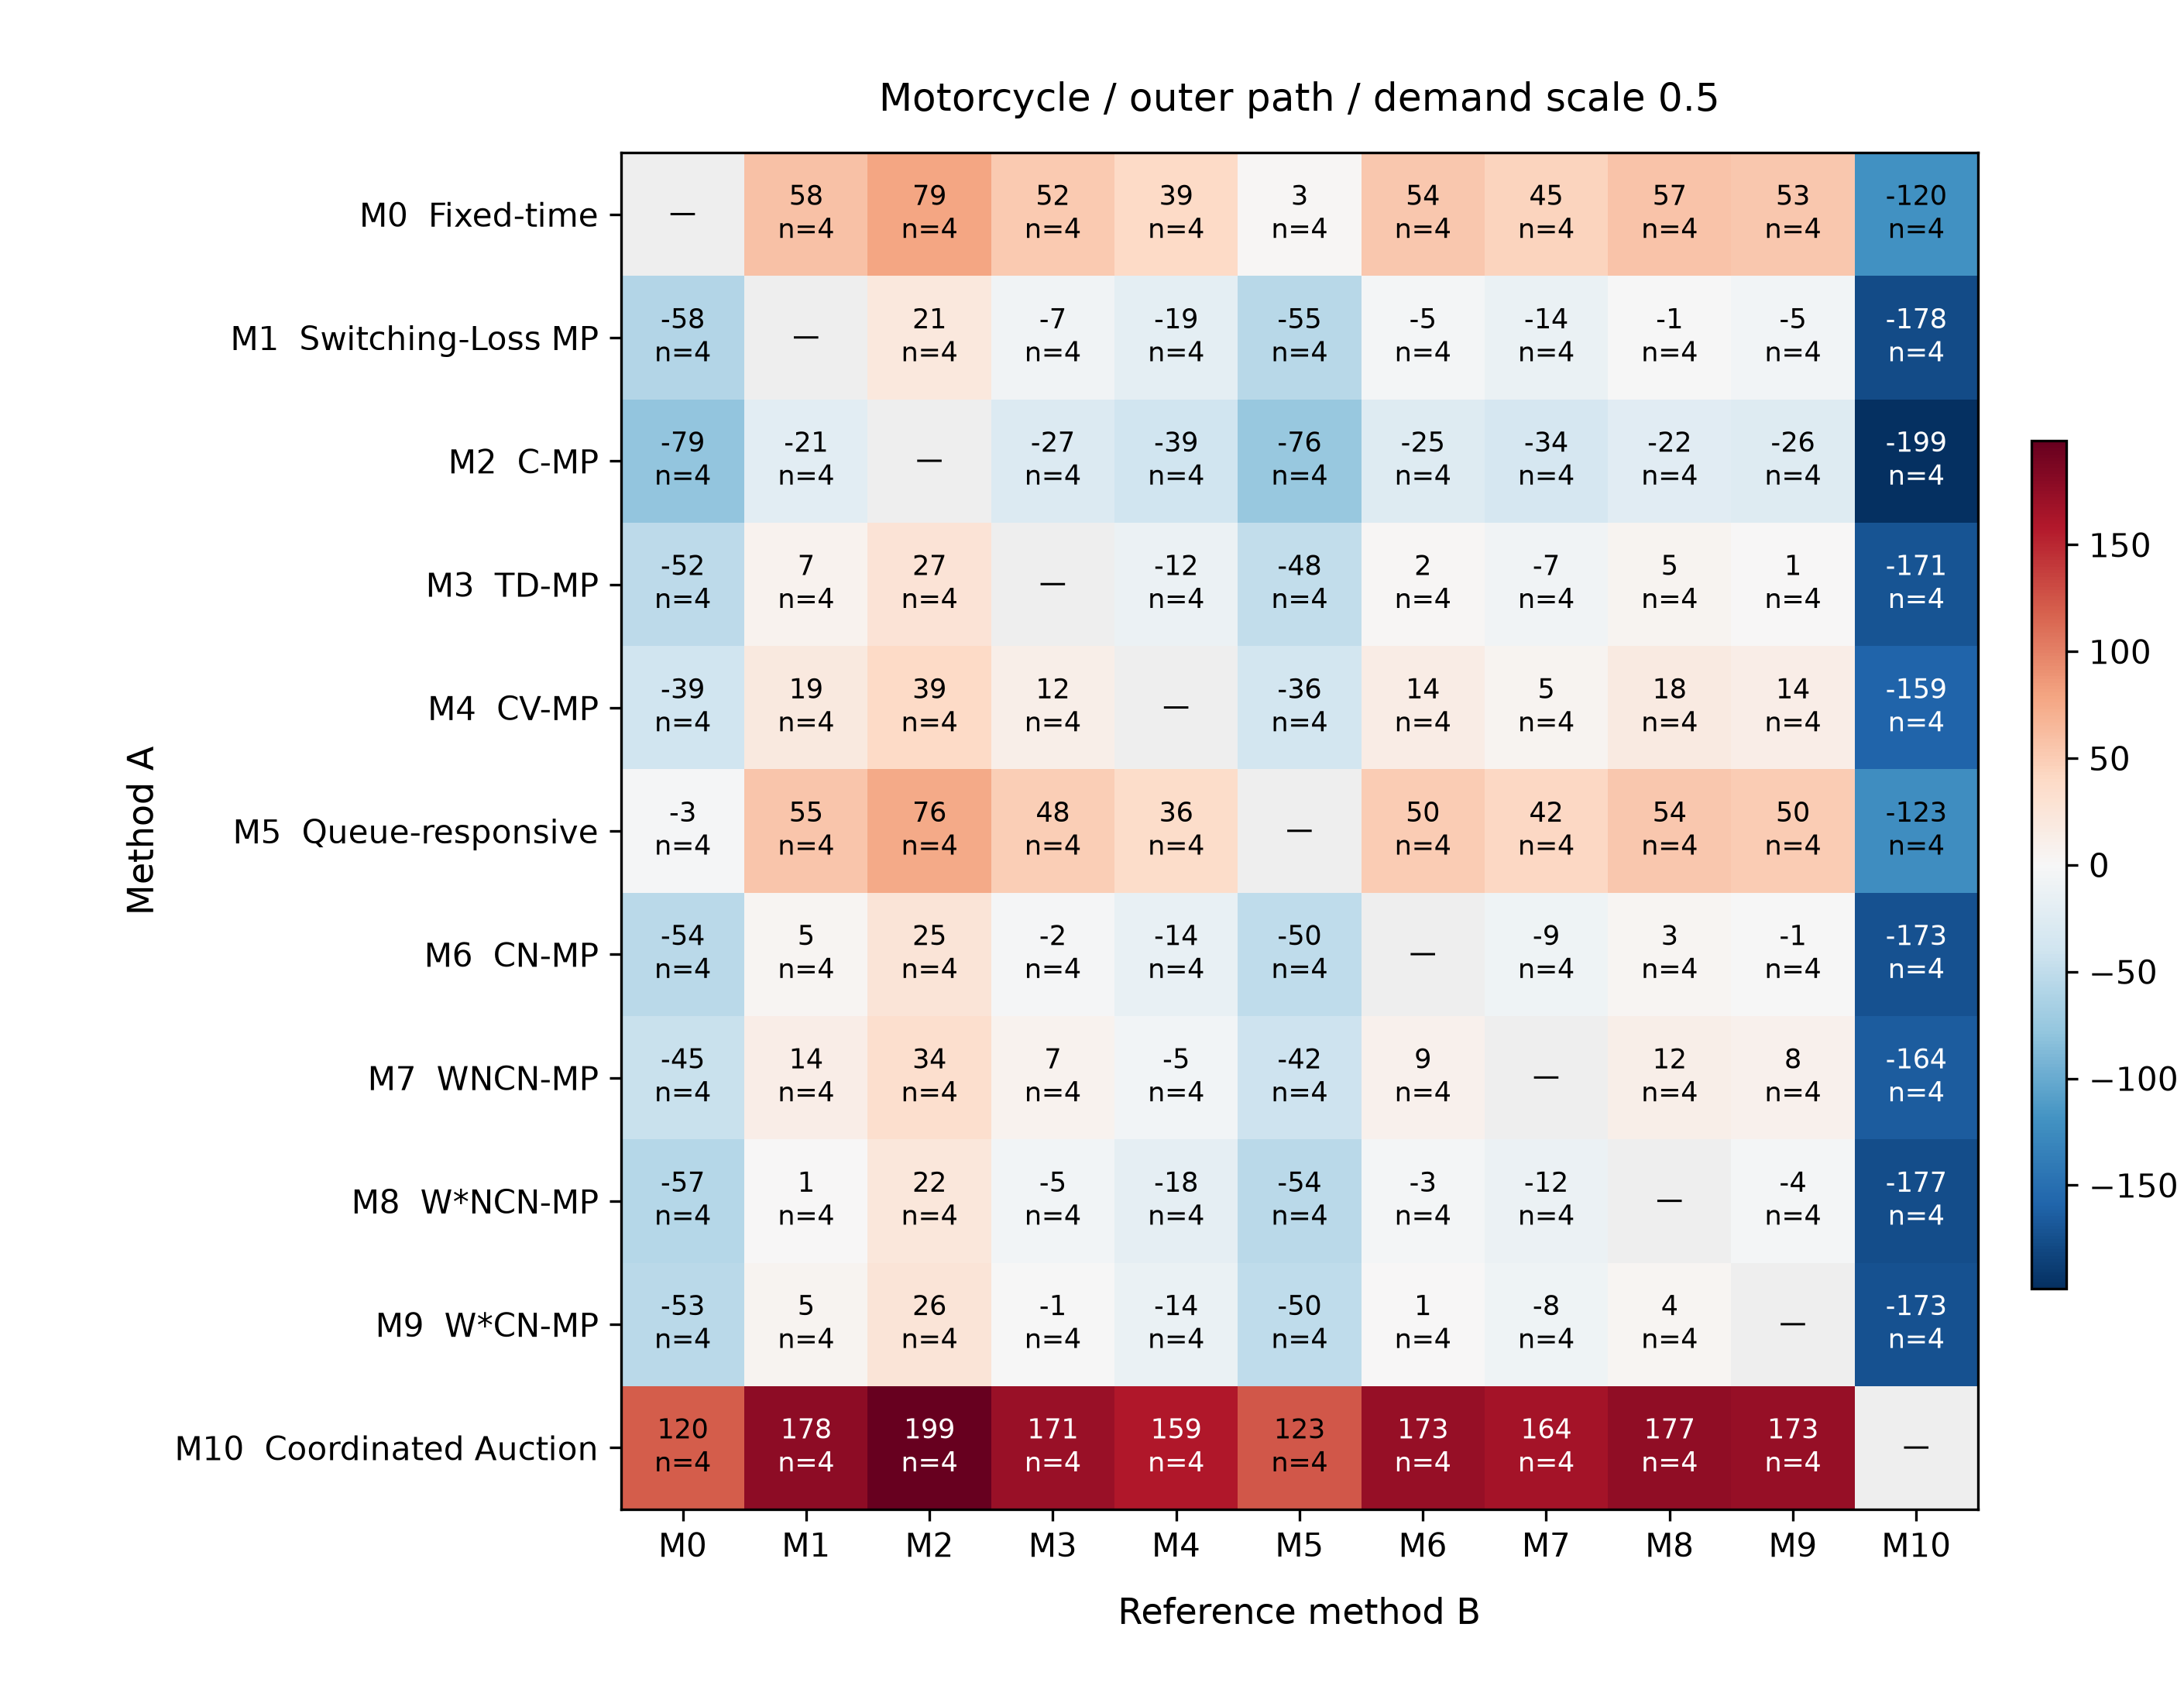 Motorcycle / outer path / demand scale 0.5
M0 Fixed-time — 58 79 52 39 3 54 45 57 53 -120
n=4 n=4 n=4 n=4 n=4 n=4 n=4 n=4 n=4 n=4
M1 Switching-Loss MP -58 — 21 -7 -19 -55 -5 -14 -1 -5 -178
n=4 n=4 n=4 n=4 n=4 n=4 n=4 n=4 n=4 n=4
M2 C-MP -79 -21 — -27 -39 -76 -25 -34 -22 -26 -199
n=4 n=4 n=4 n=4 n=4 n=4 n=4 n=4 n=4 n=4
M3 TD-MP -52 7 27 — -12 -48 2 -7 5 1 -171
n=4 n=4 n=4 n=4 n=4 n=4 n=4 n=4 n=4 n=4
M4 CV-MP -39 19 39 12 — -36 14 5 18 14 -159
n=4 n=4 n=4 n=4 n=4 n=4 n=4 n=4 n=4 n=4
M5 Queue-responsive -3 55 76 48 36 — 50 42 54 50 -123
n=4 n=4 n=4 n=4 n=4 n=4 n=4 n=4 n=4 n=4
M6 CN-MP -54 5 25 -2 -14 -50 — -9 3 -1 -173
n=4 n=4 n=4 n=4 n=4 n=4 n=4 n=4 n=4 n=4
M7 WNCN-MP -45 14 34 7 -5 -42 9 — 12 8 -164
n=4 n=4 n=4 n=4 n=4 n=4 n=4 n=4 n=4 n=4
M8 W*NCN-MP -57 1 22 -5 -18 -54 -3 -12 — -4 -177
n=4 n=4 n=4 n=4 n=4 n=4 n=4 n=4 n=4 n=4
M9 W*CN-MP -53 5 26 -1 -14 -50 1 -8 4 — -173
n=4 n=4 n=4 n=4 n=4 n=4 n=4 n=4 n=4 n=4
M10 Coordinated Auction 120 178 199 171 159 123 173 164 177 173 —
n=4 n=4 n=4 n=4 n=4 n=4 n=4 n=4 n=4 n=4
M0 M1 M2 M3 M4 M5 M6 M7 M8 M9 M10
Reference method B
Method A
150
100
50
0
−50
−100
−150